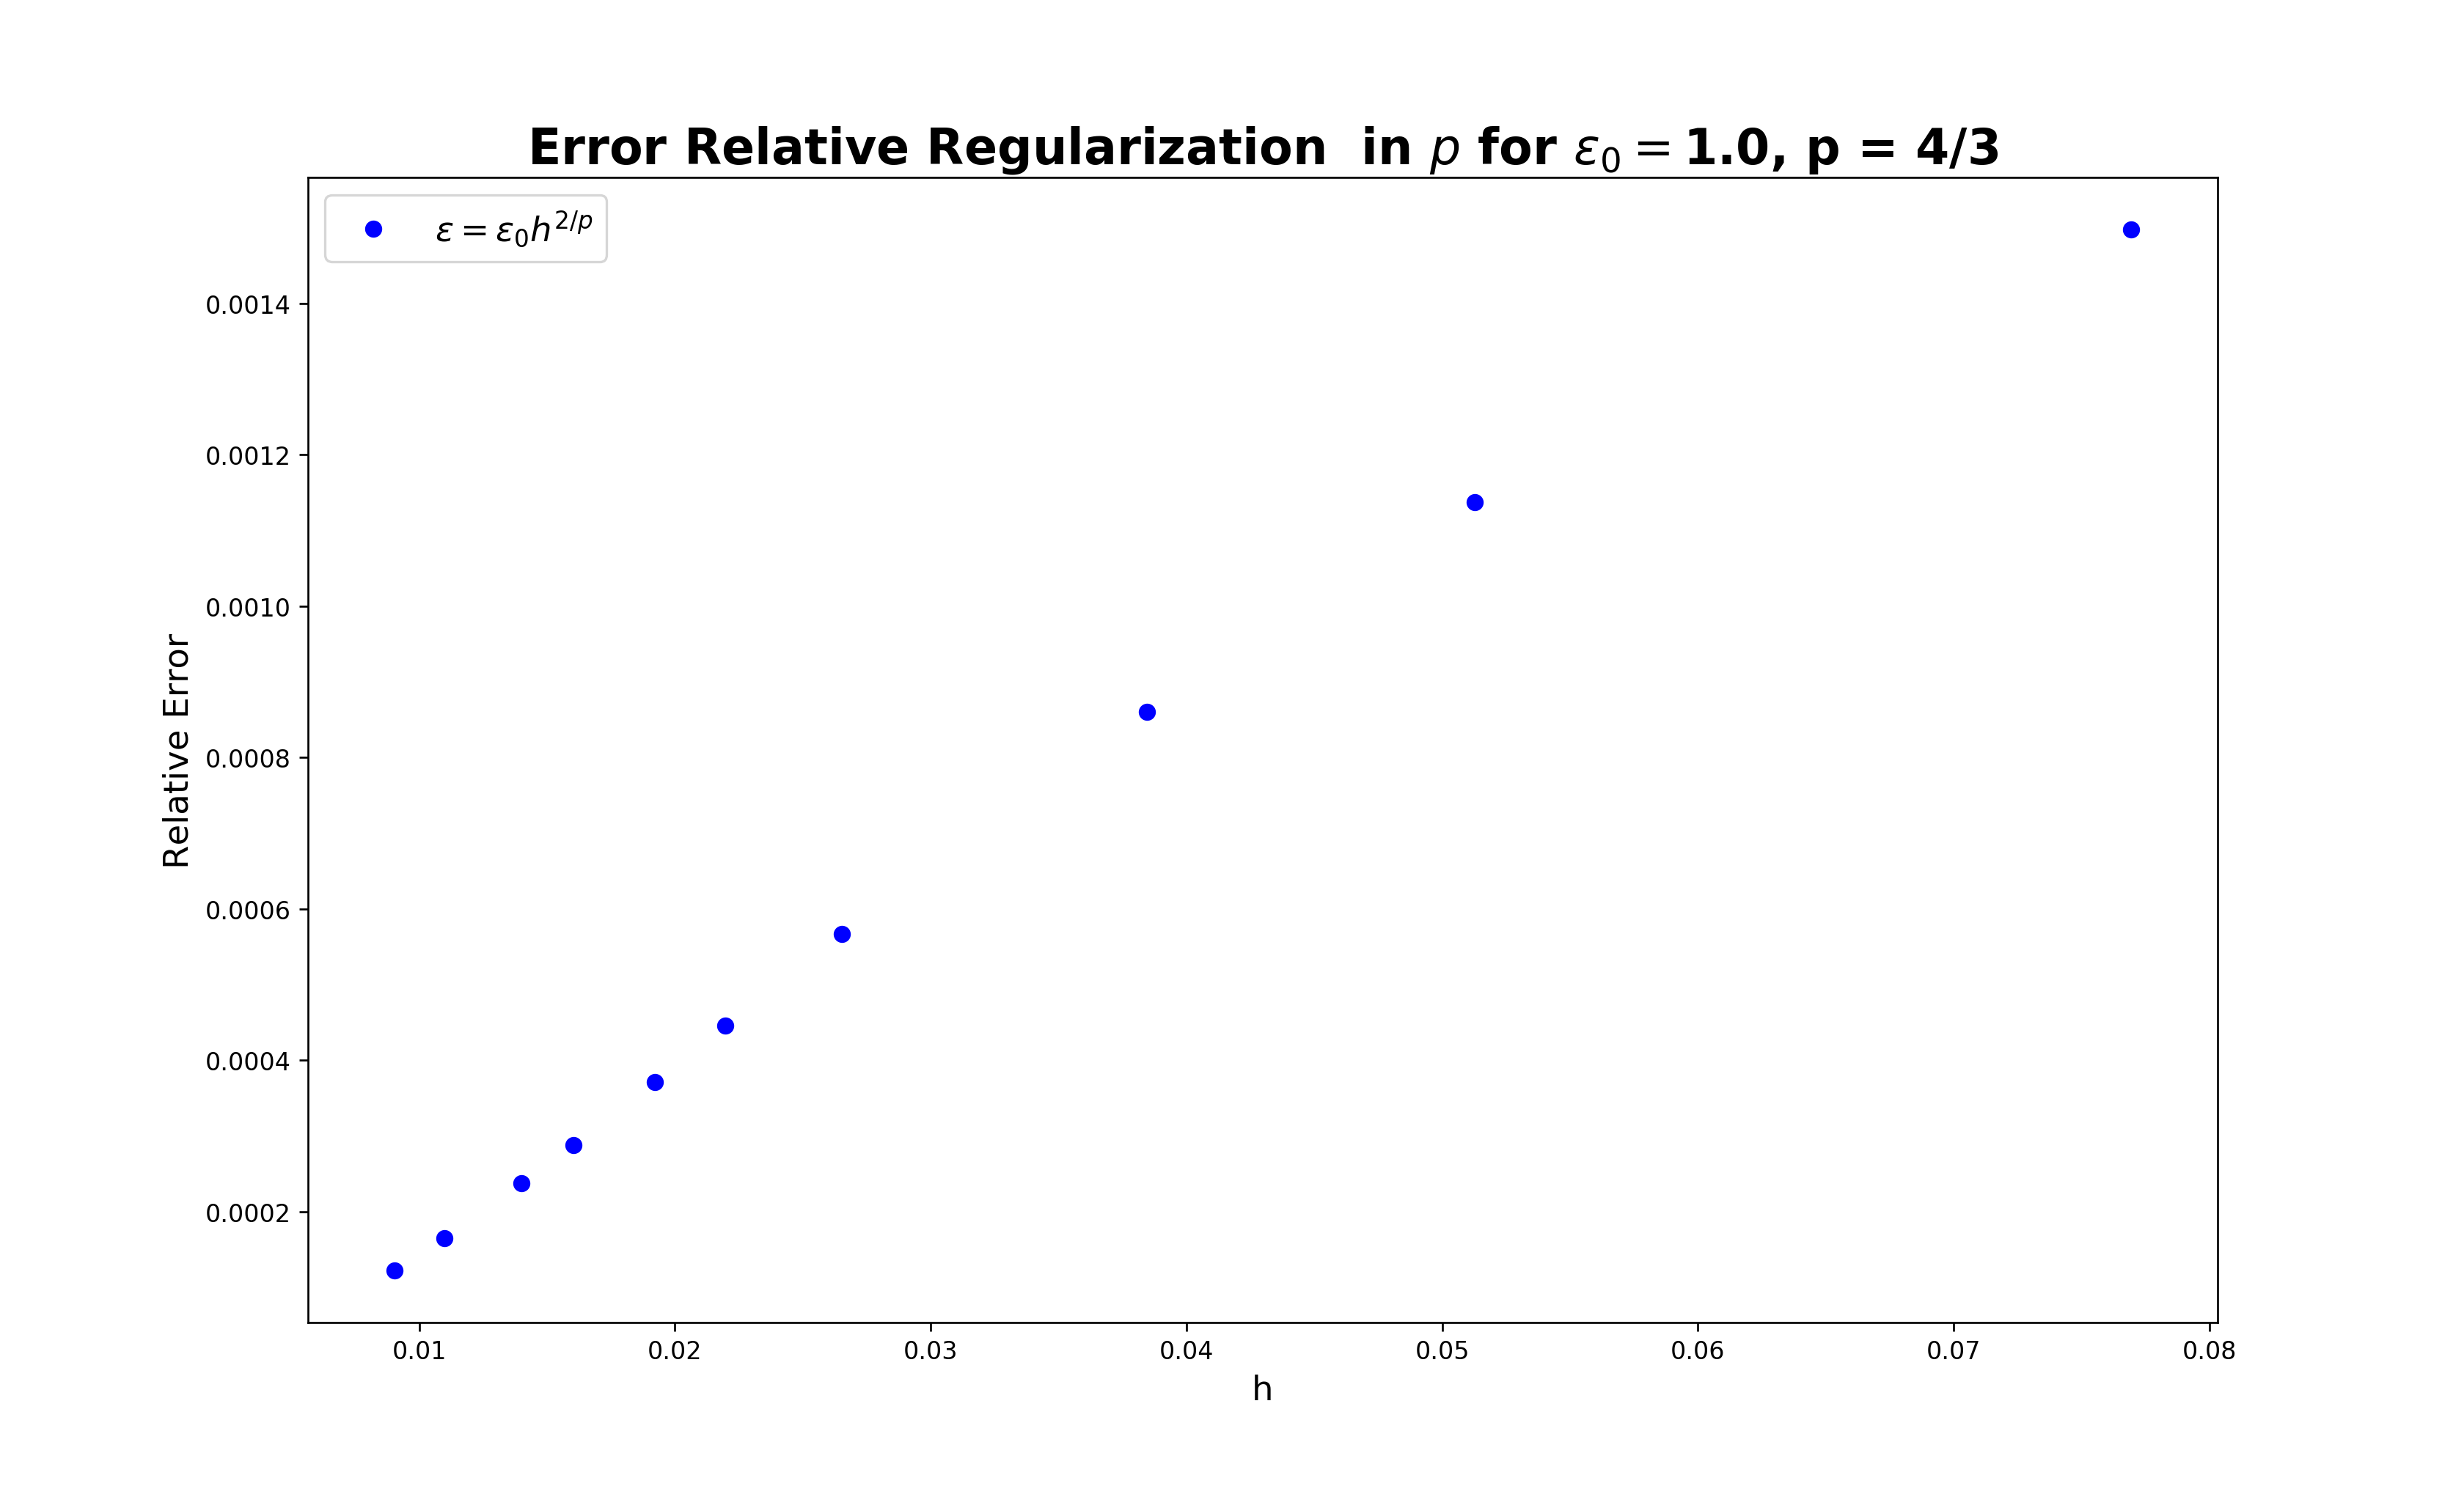 Error Relative Regularization in p for ε₀ = 1.0, p = 4/3
ε = ε₀h^{2/p}
0.0014
0.0012
0.0010
0.0008
0.0006
0.0004
0.0002
Relative Error
0.01 0.02 0.03 0.04 0.05 0.06 0.07 0.08
h